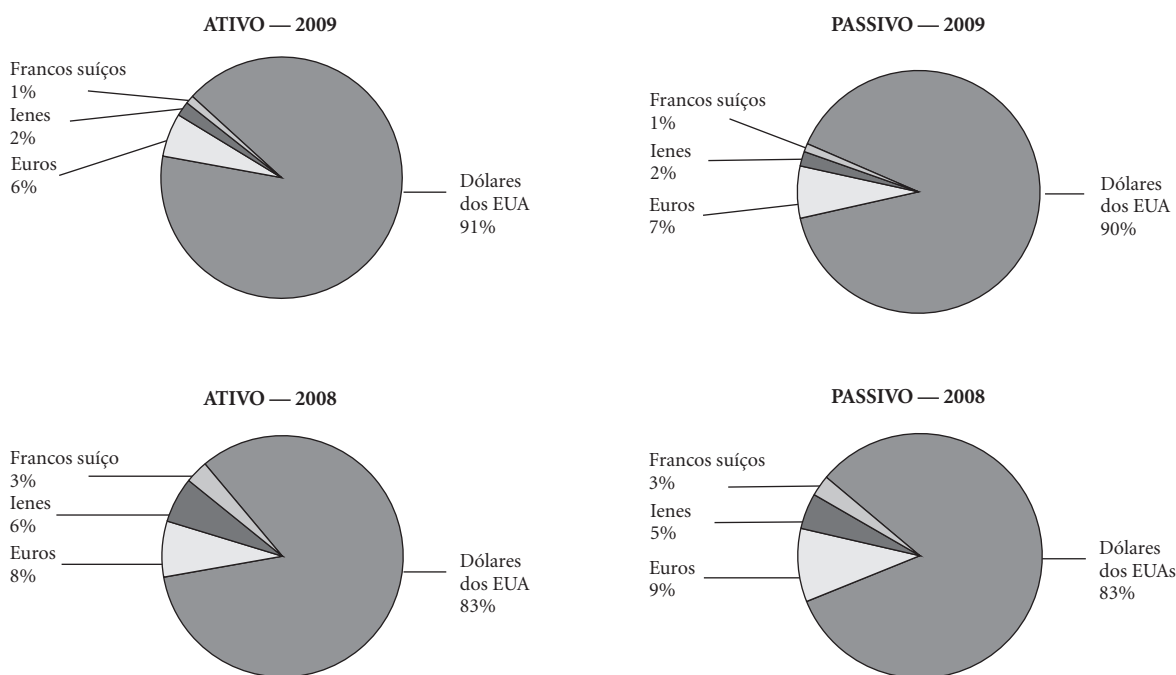 ATIVO — 2009
Francos suíços
1%
Ienes
2%
Euros
6%
Dólares
dos EUA
91%
PASSIVO — 2009
Francos suíços
1%
Ienes
2%
Euros
7%
Dólares
dos EUA
90%
ATIVO — 2008
Francos suíço
3%
Ienes
6%
Euros
8%
Dólares
dos EUA
83%
PASSIVO — 2008
Francos suíços
3%
Ienes
5%
Euros
9%
Dólares
dos EUAs
83%